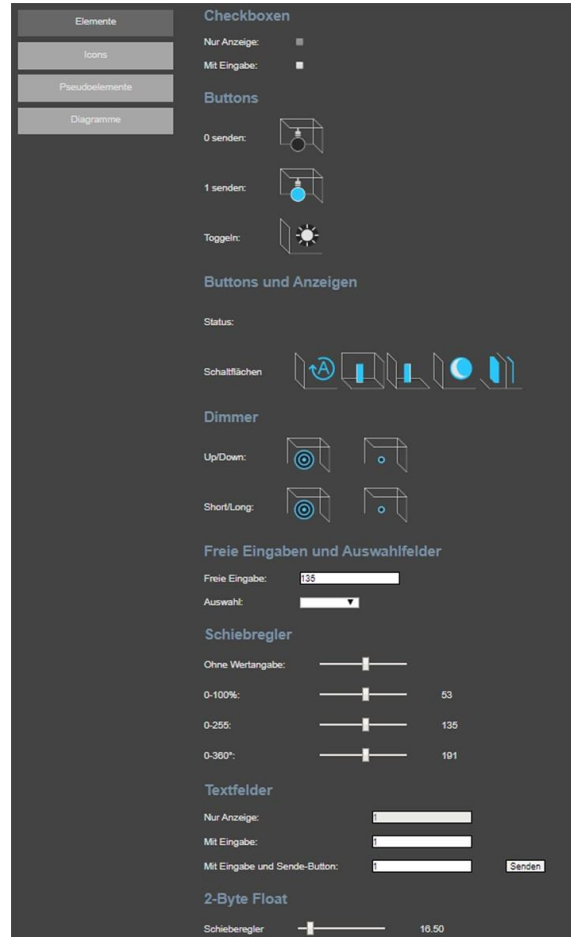 Elemente
Icons
Pseudoelemente
Diagramme
Checkboxen
Nur Anzeige:
Mit Eingabe:
Buttons
0 senden:
1 senden:
Toggeln:
Buttons und Anzeigen
Status:
Schaltflächen A
Dimmer
Up/Down:
Short/Long:
Freie Eingaben und Auswahlfelder
Freie Eingabe: 135
Auswahl:
Schiebregler
Ohne Wertangabe:
0-100%: 53
0-255: 135
0-360°: 191
Textfelder
Nur Anzeige: 1
Mit Eingabe: 1
Mit Eingabe und Sende-Button: 1 Senden
2-Byte Float
Schieberegler 16.50